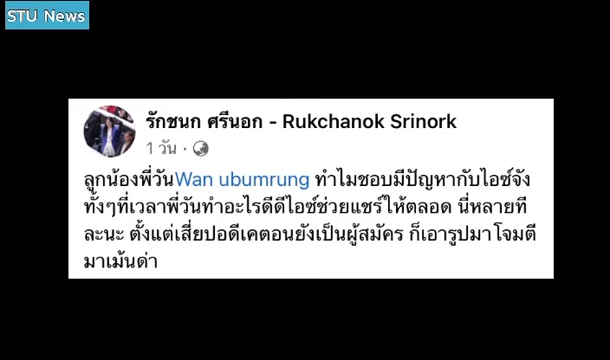 STU News
รักชนก ศรีนอก - Rukchanok Srinork
1 วัน ·
ลูกน้องพี่วันWan ubumrung ทำไมชอบมีปัญหากับไอซ์จัง
ทั้งๆที่เวลาพี่วันทำอะไรดีดีไอซ์ช่วยแชร์ให้ตลอด นี่หลายที
ละนะ ตั้งแต่เสี่ยปอดีเคตอนยังเป็นผู้สมัคร ก็เอารูปมาโจมตี
มาเม้นด่า